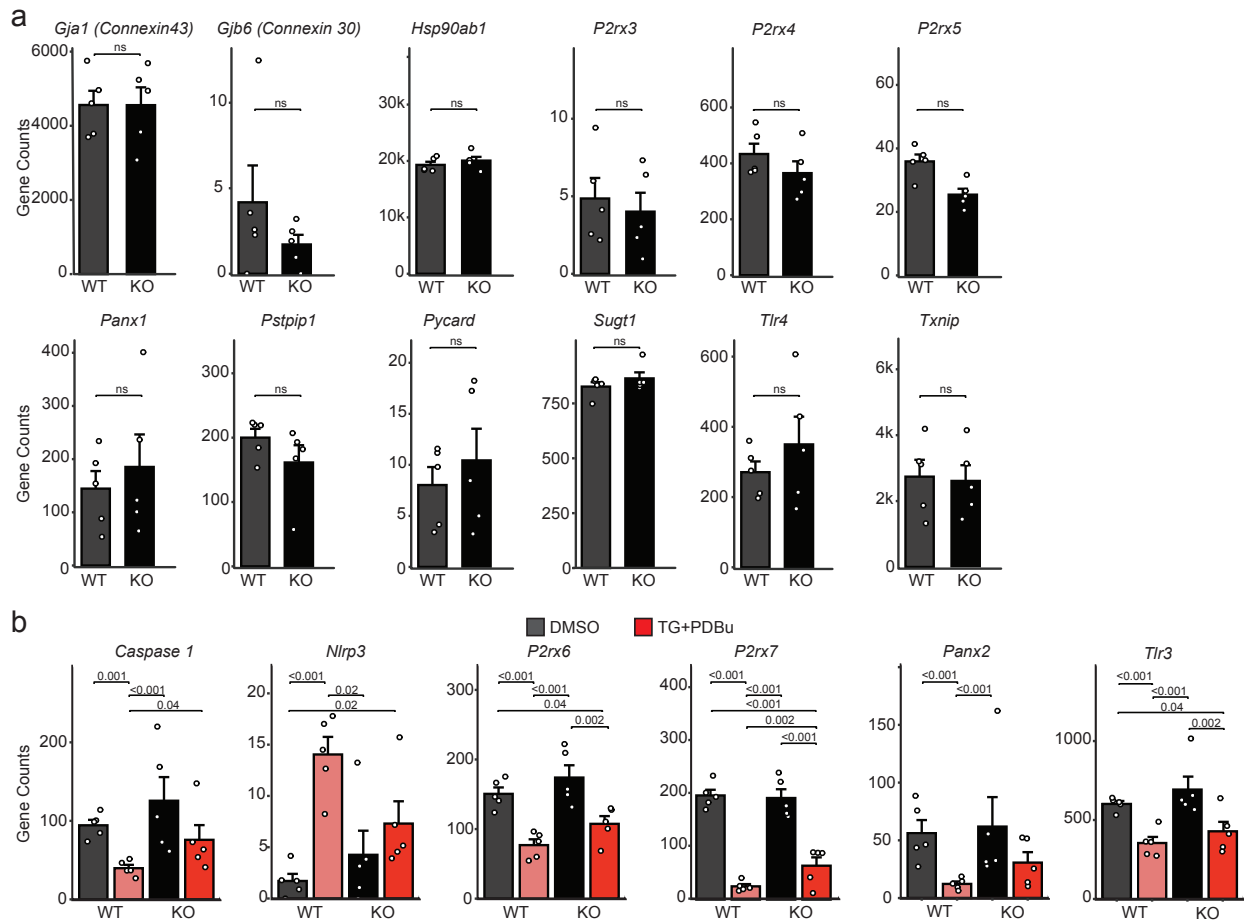 a
Gja1 (Connexin43) Gjb6 (Connexin 30) Hsp90ab1 P2rx3 P2rx4 P2rx5
Gene Counts
6000 4000 2000 0
ns
WT KO
10 5 0
ns
WT KO
30k 20k 10k 0
ns
WT KO
10 5 0
ns
WT KO
600 400 200 0
ns
WT KO
60 40 20 0
ns
WT KO
Panx1 Pstpip1 Pycard Sugt1 Tlr4 Txnip
Gene Counts
400 300 200 100 0
ns
WT KO
300 200 100 0
ns
WT KO
20 15 10 5 0
ns
WT KO
750 500 250 0
ns
WT KO
600 300 0
ns
WT KO
6k 4k 2k 0
ns
WT KO
b
DMSO TG+PDBu
Caspase 1 Nlrp3 P2rx6 P2rx7 Panx2 Tlr3
Gene Counts
200 100 0
0.001
<0.001
0.04
WT KO
20 15 10 5 0
<0.001
0.02
0.02
WT KO
300 200 100 0
<0.001
<0.001
0.04
0.002
WT KO
400 300 200 100 0
<0.001
<0.001
<0.001
0.002
<0.001
WT KO
150 100 50 0
<0.001
<0.001
WT KO
1000 500 0
<0.001
<0.001
0.04
0.002
WT KO